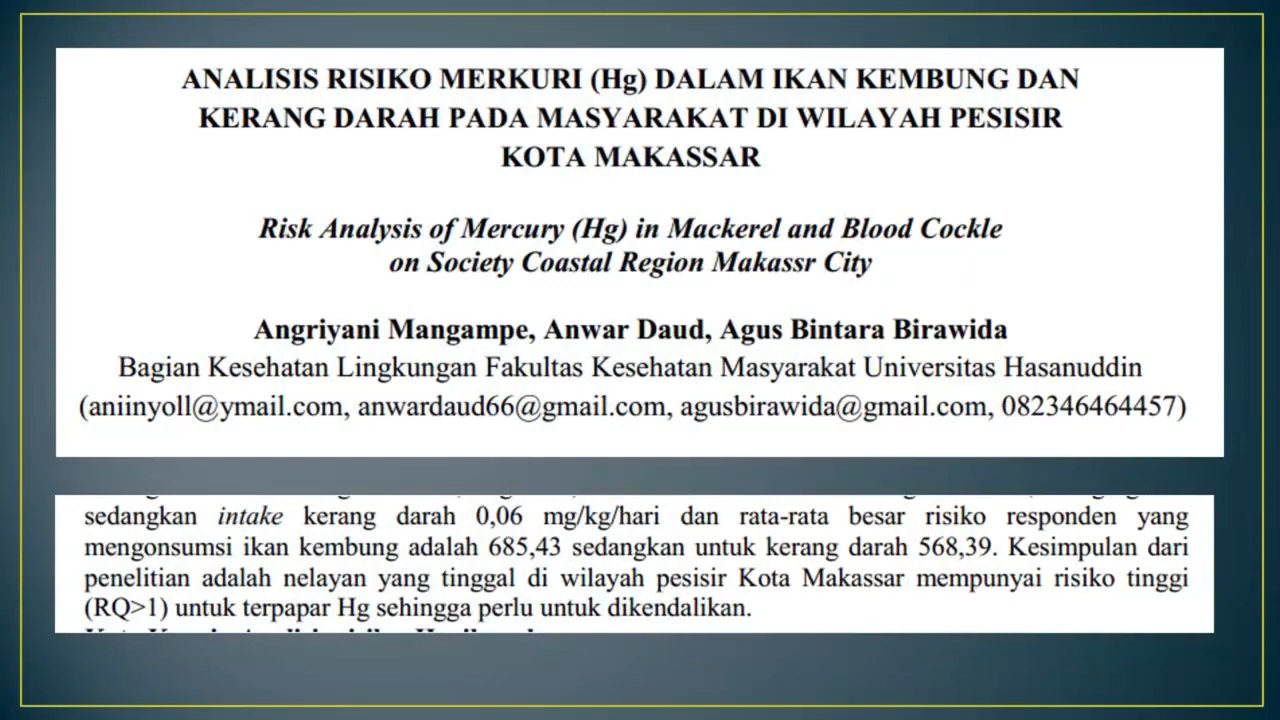 ANALISIS RISIKO MERKURI (Hg) DALAM IKAN KEMBUNG DAN
KERANG DARAH PADA MASYARAKAT DI WILAYAH PESISIR
KOTA MAKASSAR
Risk Analysis of Mercury (Hg) in Mackerel and Blood Cockle
on Society Coastal Region Makassr City
Angriyani Mangampe, Anwar Daud, Agus Bintara Birawida
Bagian Kesehatan Lingkungan Fakultas Kesehatan Masyarakat Universitas Hasanuddin
(aniinyoll@ymail.com, anwardaud66@gmail.com, agusbirawida@gmail.com, 082346464457)
sedangkan intake kerang darah 0,06 mg/kg/hari dan rata-rata besar risiko responden yang
mengonsumsi ikan kembung adalah 685,43 sedangkan untuk kerang darah 568,39. Kesimpulan dari
penelitian adalah nelayan yang tinggal di wilayah pesisir Kota Makassar mempunyai risiko tinggi
(RQ>1) untuk terpapar Hg sehingga perlu untuk dikendalikan.